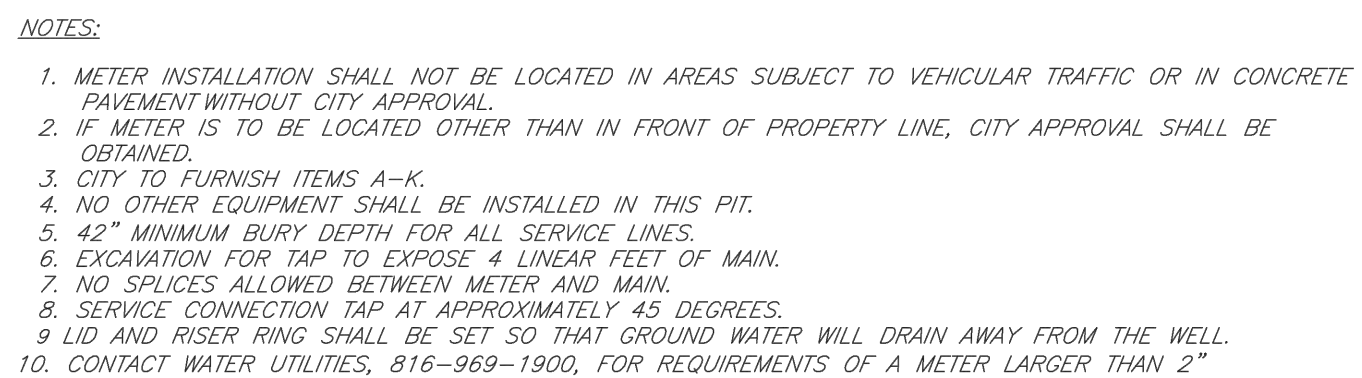 NOTES:
1. METER INSTALLATION SHALL NOT BE LOCATED IN AREAS SUBJECT TO VEHICULAR TRAFFIC OR IN CONCRETE
PAVEMENT WITHOUT CITY APPROVAL.
2. IF METER IS TO BE LOCATED OTHER THAN IN FRONT OF PROPERTY LINE, CITY APPROVAL SHALL BE
OBTAINED.
3. CITY TO FURNISH ITEMS A-K.
4. NO OTHER EQUIPMENT SHALL BE INSTALLED IN THIS PIT.
5. 42" MINIMUM BURY DEPTH FOR ALL SERVICE LINES.
6. EXCAVATION FOR TAP TO EXPOSE 4 LINEAR FEET OF MAIN.
7. NO SPLICES ALLOWED BETWEEN METER AND MAIN.
8. SERVICE CONNECTION TAP AT APPROXIMATELY 45 DEGREES.
9 LID AND RISER RING SHALL BE SET SO THAT GROUND WATER WILL DRAIN AWAY FROM THE WELL.
10. CONTACT WATER UTILITIES, 816-969-1900, FOR REQUIREMENTS OF A METER LARGER THAN 2"